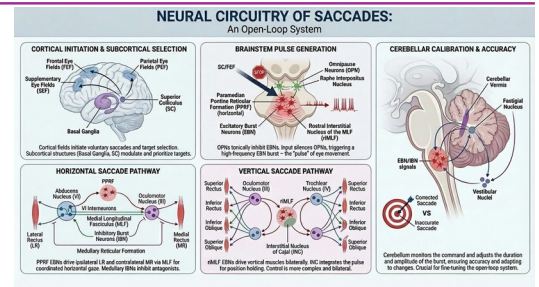 NEURAL CIRCUITRY OF SACCADES:
An Open-Loop System
CORTICAL INITIATION & SUBCORTICAL SELECTION
Frontal Eye
Fields (FEF)
Parietal Eye
Fields (PEF)
Supplementary
Eye Fields
(SEF)
Superior
Colliculus
(SC)
Basal Ganglia
Cortical fields initiate voluntary saccades and target selection.
Subcortical structures (Basal Ganglia, SC) modulate and prioritize targets.
BRAINSTEM PULSE GENERATION
SC/FEF
STOP
Omnipause
Neurons (OPN)
Raphe Interpositus
Nucleus
Paramedian
Pontine Reticular
Formation (PPRF)
(horizontal)
Excitatory Burst
Neurons (EBN)
Rostral Interstitial
Nucleus of the MLF
(riMLF)
OPNs tonically inhibit EBNs. Input silences OPNs, triggering a
high-frequency EBN burst — the "pulse" of eye movement.
CEREBELLAR CALIBRATION & ACCURACY
Cerebellar
Vermis
Fastigial
Nucleus
EBN/IBN
signals
Vestibular
Nuclei
Corrected
Saccade
VS
Inaccurate
Saccade
Cerebellum monitors the command and adjusts the duration
and amplitude of the burst, ensuring accuracy and adapting
to changes. Crucial for fine-tuning the open-loop system.
HORIZONTAL SACCADE PATHWAY
PPRF
Abducens
Nucleus (VI)
Oculomotor
Nucleus (III)
VI Interneurons
Medial Longitudinal
Fasciculus (MLF)
Inhibitory Burst
Neurons (IBN)
Lateral
Rectus (LR)
Medial
Rectus (MR)
Medullary Reticular Formation
PPRF EBNs drive ipsilateral LR and contralateral MR via MLF for
coordinated horizontal gaze. Medullary IBNs inhibit antagonists.
VERTICAL SACCADE PATHWAY
Superior
Rectus
Oculomotor
Nucleus (III)
Trochlear
Nucleus (IV)
Superior
Rectus
riMLF
Inferior
Rectus
Inferior
Rectus
Inferior
Oblique
Inferior
Oblique
Superior
Oblique
Superior
Oblique
Interstitial Nucleus
of Cajal (INC)
riMLF EBNs drive vertical muscles bilaterally. INC integrates the pulse
for position holding. Control is more complex and bilateral.